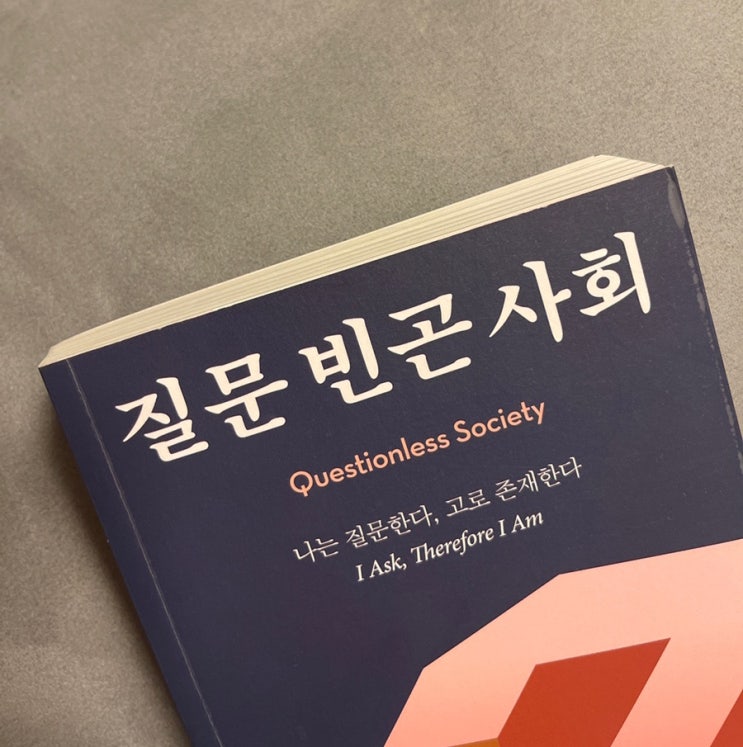 질문 빈곤 사회
Questionless Society
나는 질문한다, 고로 존재한다
I Ask, Therefore I Am